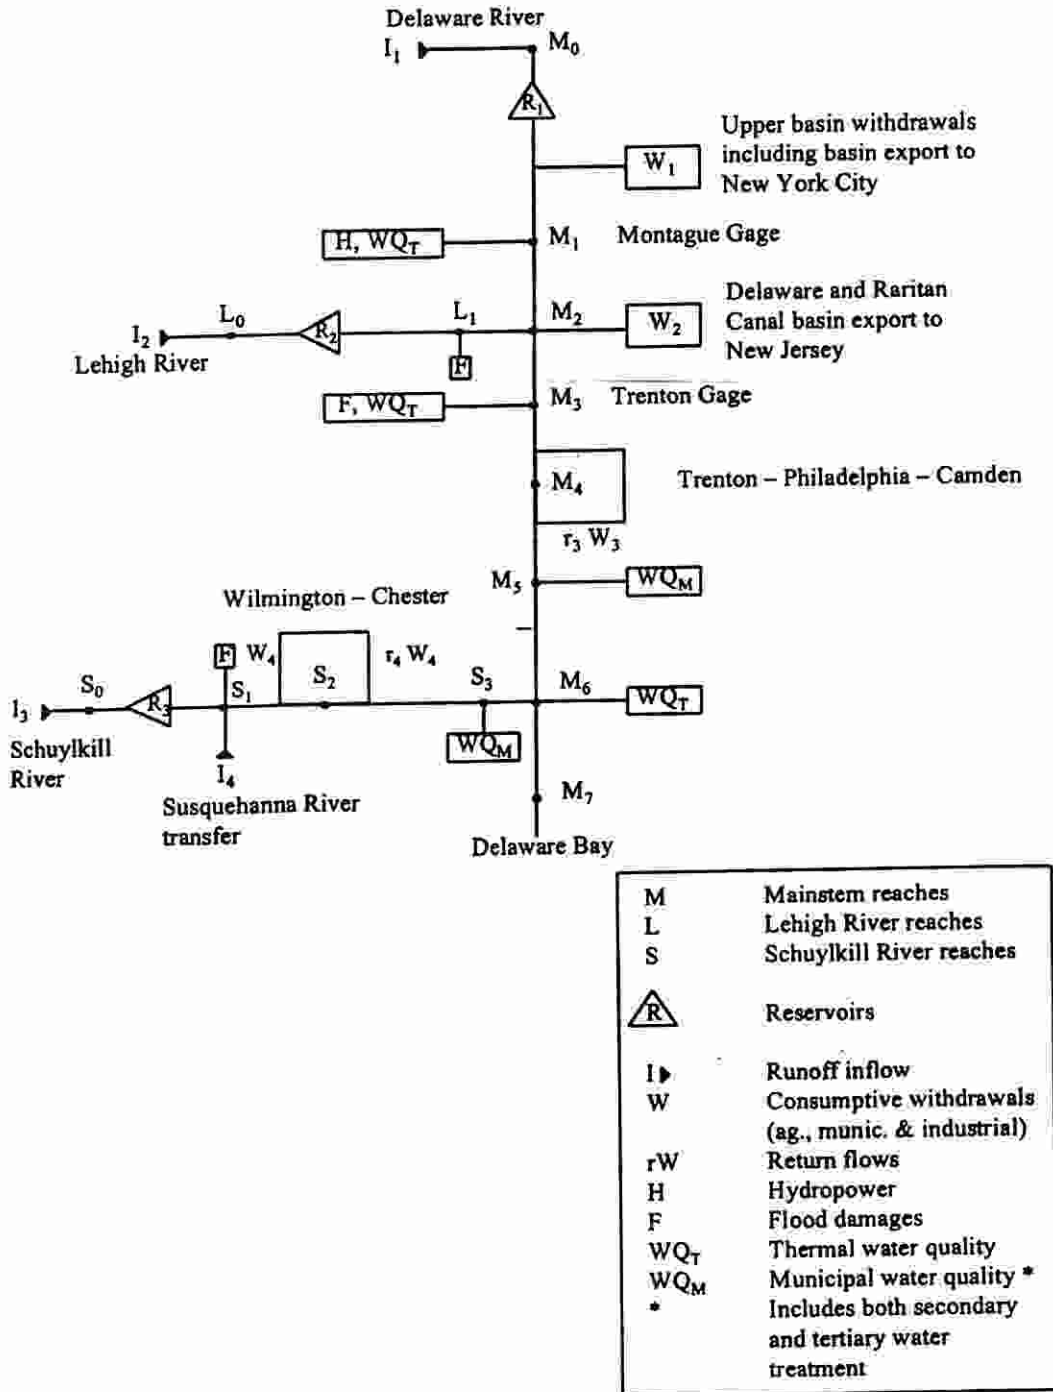 Delaware River
I1
M0
R1
Upper basin withdrawals
including basin export to
New York City
W1
H, WQT
M1
Montague Gage
Delaware and Raritan
Canal basin export to
New Jersey
I2
L0
R2
L1
M2
W2
Lehigh River
F
F, WQT
M3
Trenton Gage
M4
Trenton – Philadelphia – Camden
r3 W3
M5
WQM
Wilmington – Chester
F
W4
r4 W4
S0
S1
S2
S3
M6
WQT
I3
R3
WQM
Schuylkill
River
I4
Susquehanna River
transfer
M7
Delaware Bay
M Mainstem reaches
L Lehigh River reaches
S Schuylkill River reaches
R Reservoirs
I Runoff inflow
W Consumptive withdrawals
(ag., munic. & industrial)
rW Return flows
H Hydropower
F Flood damages
WQT Thermal water quality
WQM Municipal water quality *
* Includes both secondary
and tertiary water
treatment